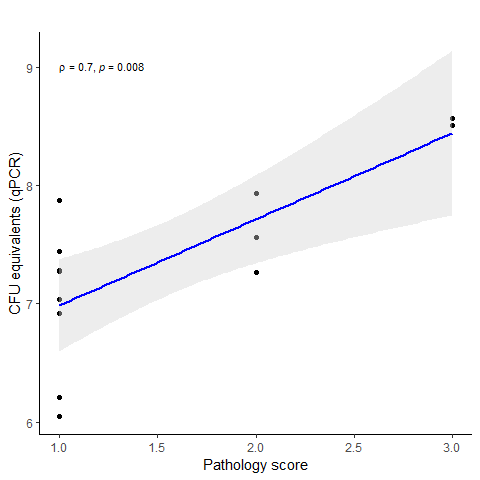 ρ = 0.7, p = 0.008
9
8
7
6
CFU equivalents (qPCR)
1.0 1.5 2.0 2.5 3.0
Pathology score